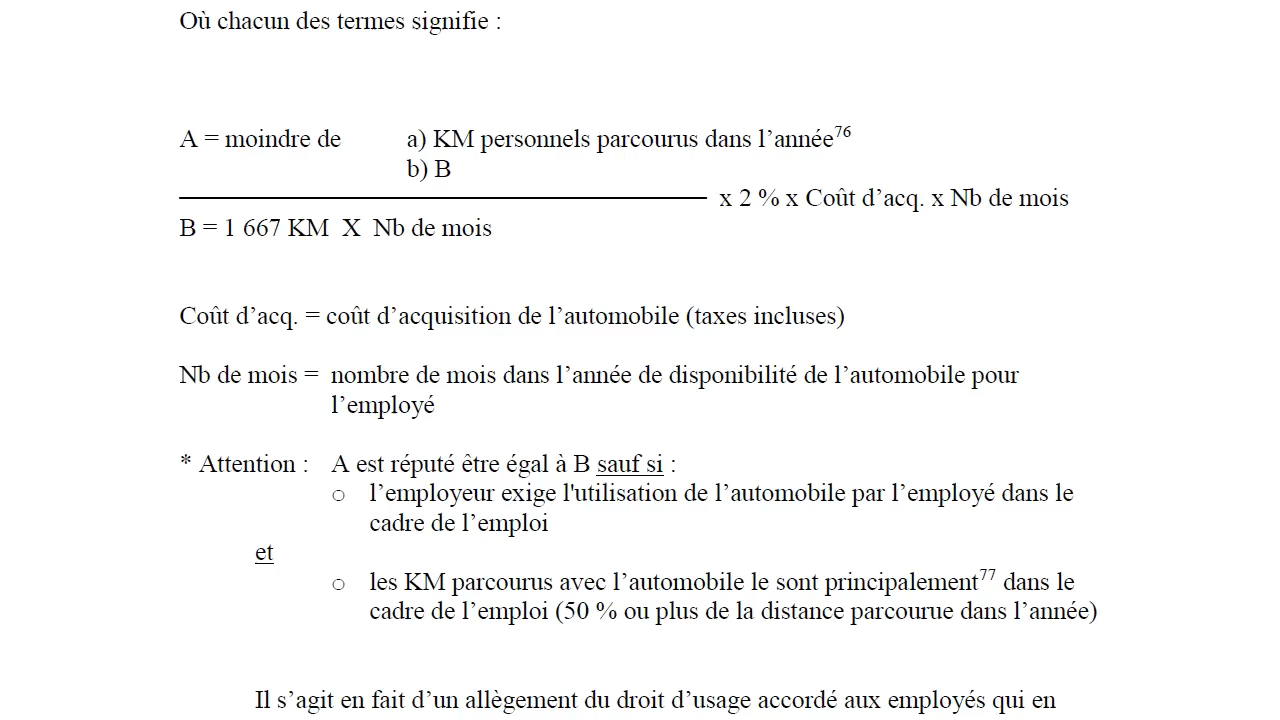 Où chacun des termes signifie :
A = moindre de a) KM personnels parcourus dans l’année76
b) B
x 2 % x Coût d’acq. x Nb de mois
B = 1 667 KM X Nb de mois
Coût d’acq. = coût d’acquisition de l’automobile (taxes incluses)
Nb de mois = nombre de mois dans l’année de disponibilité de l’automobile pour
l’employé
* Attention : A est réputé être égal à B sauf si :
o l’employeur exige l'utilisation de l’automobile par l’employé dans le
cadre de l’emploi
et
o les KM parcourus avec l’automobile le sont principalement77 dans le
cadre de l’emploi (50 % ou plus de la distance parcourue dans l’année)
Il s’agit en fait d’un allègement du droit d’usage accordé aux employés qui en